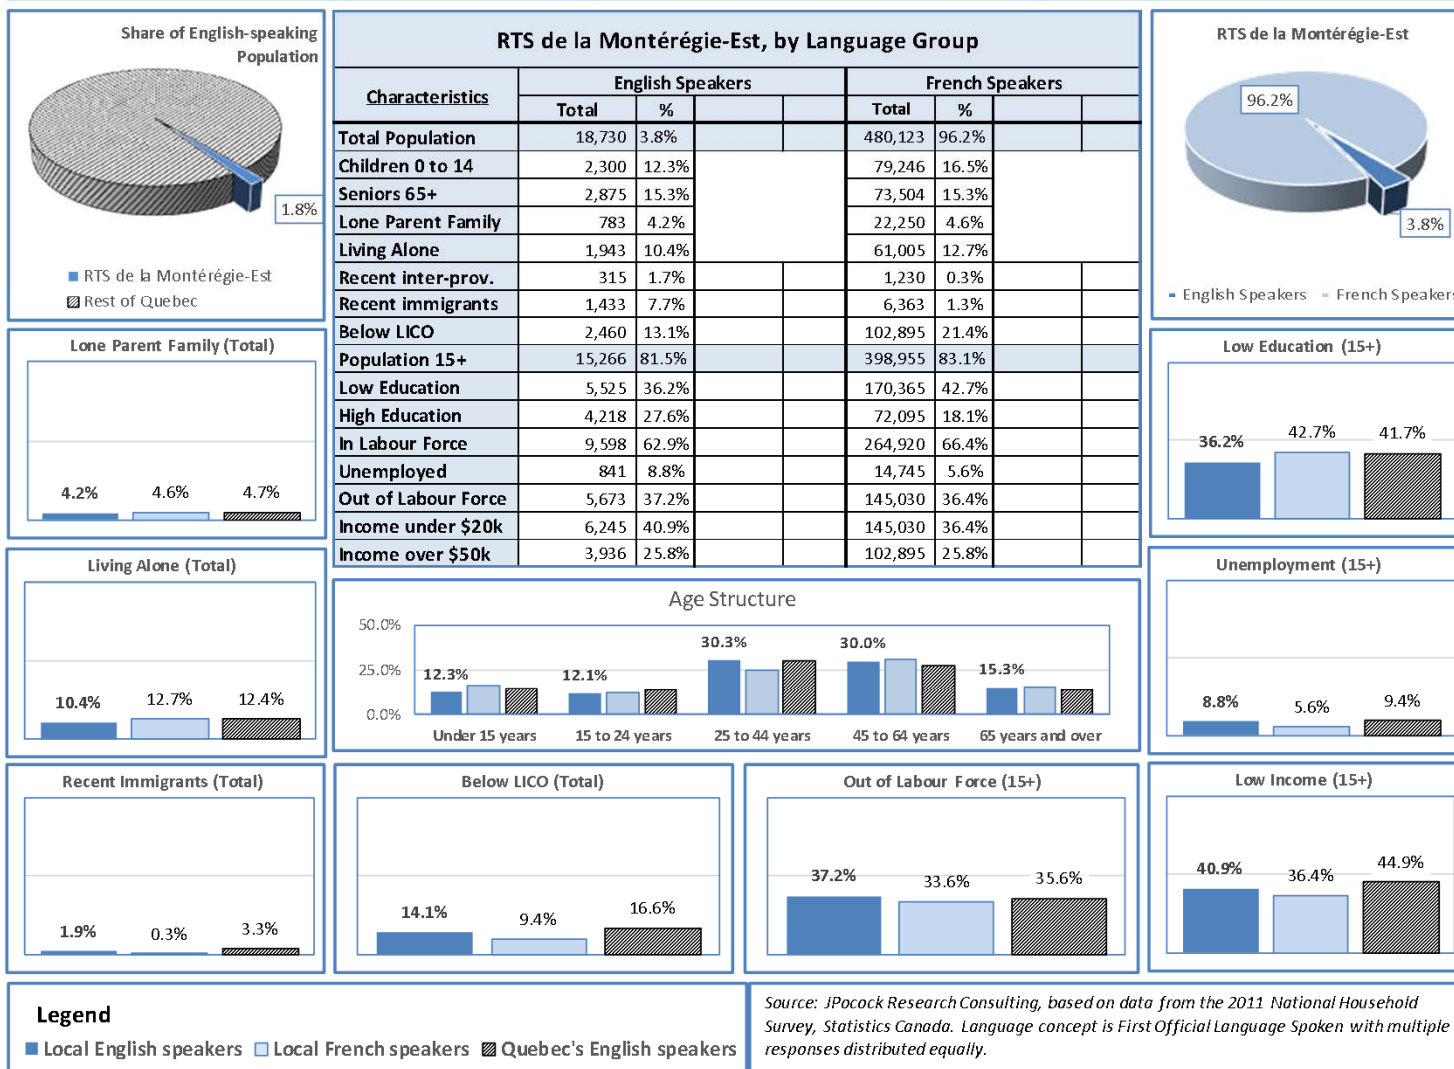 Share of English-speaking
Population
1.8%
RTS de la Montérégie-Est
Rest of Quebec
RTS de la Montérégie-Est, by Language Group
Characteristics English Speakers French Speakers
Total % Total %
Total Population 18,730 3.8% 480,123 96.2%
Children 0 to 14 2,300 12.3% 79,246 16.5%
Seniors 65+ 2,875 15.3% 73,504 15.3%
Lone Parent Family 783 4.2% 22,250 4.6%
Living Alone 1,943 10.4% 61,005 12.7%
Recent inter-prov. 315 1.7% 1,230 0.3%
Recent immigrants 1,433 7.7% 6,363 1.3%
Below LICO 2,460 13.1% 102,895 21.4%
Population 15+ 15,266 81.5% 398,955 83.1%
Low Education 5,525 36.2% 170,365 42.7%
High Education 4,218 27.6% 72,095 18.1%
In Labour Force 9,598 62.9% 264,920 66.4%
Unemployed 841 8.8% 14,745 5.6%
Out of Labour Force 5,673 37.2% 145,030 36.4%
Income under $20k 6,245 40.9% 145,030 36.4%
Income over $50k 3,936 25.8% 102,895 25.8%
RTS de la Montérégie-Est
96.2%
3.8%
English Speakers French Speakers
Lone Parent Family (Total)
4.2% 4.6% 4.7%
Low Education (15+)
36.2% 42.7% 41.7%
Living Alone (Total)
10.4% 12.7% 12.4%
Age Structure
50.0%
25.0%
0.0%
12.3% 12.1% 30.3% 30.0% 15.3%
Under 15 years 15 to 24 years 25 to 44 years 45 to 64 years 65 years and over
Unemployment (15+)
8.8% 5.6% 9.4%
Recent Immigrants (Total)
1.9% 0.3% 3.3%
Below LICO (Total)
14.1% 9.4% 16.6%
Out of Labour Force (15+)
37.2% 33.6% 35.6%
Low Income (15+)
40.9% 36.4% 44.9%
Legend
Local English speakers Local French speakers Quebec's English speakers
Source: JPocock Research Consulting, based on data from the 2011 National Household
Survey, Statistics Canada. Language concept is First Official Language Spoken with multiple
responses distributed equally.